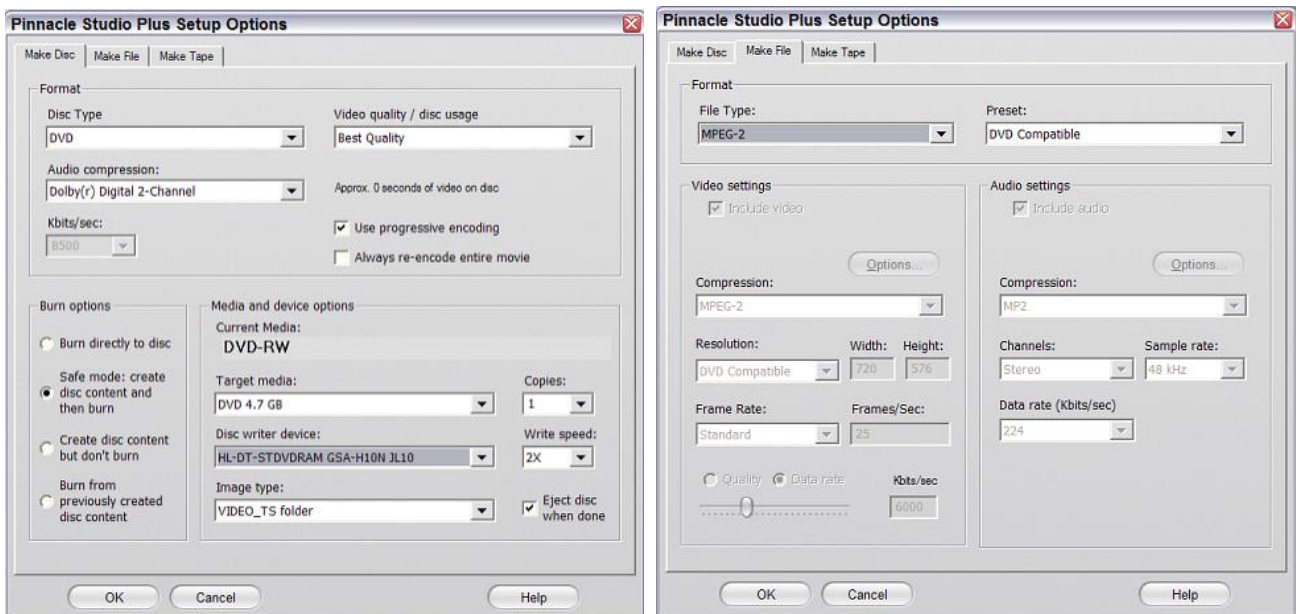 Pinnacle Studio Plus Setup Options
Make Disc Make File Make Tape
Format
Disc Type
DVD
Video quality / disc usage
Best Quality
Audio compression:
Dolby(r) Digital 2-Channel
Approx. 0 seconds of video on disc
Kbits/sec:
8500
Use progressive encoding
Always re-encode entire movie
Burn options
Burn directly to disc
Safe mode: create
disc content and
then burn
Create disc content
but don't burn
Burn from
previously created
disc content
Media and device options
Current Media:
DVD-RW
Target media:
DVD 4.7 GB
Copies:
1
Disc writer device:
HL-DT-STDVDRAM GSA-H10N JL10
Write speed:
2X
Image type:
VIDEO_TS folder
Eject disc
when done
OK Cancel Help
Pinnacle Studio Plus Setup Options
Make Disc Make File Make Tape
Format
File Type:
MPEG-2
Preset:
DVD Compatible
Video settings
Include video
Options...
Compression:
MPEG-2
Resolution:
DVD Compatible
Width: Height:
720 576
Frame Rate:
Standard
Frames/Sec:
25
Quality Data rate
Kbits/sec
6000
Audio settings
Include audio
Options...
Compression:
MP2
Channels:
Stereo
Sample rate:
48 kHz
Data rate (Kbits/sec)
224
OK Cancel Help